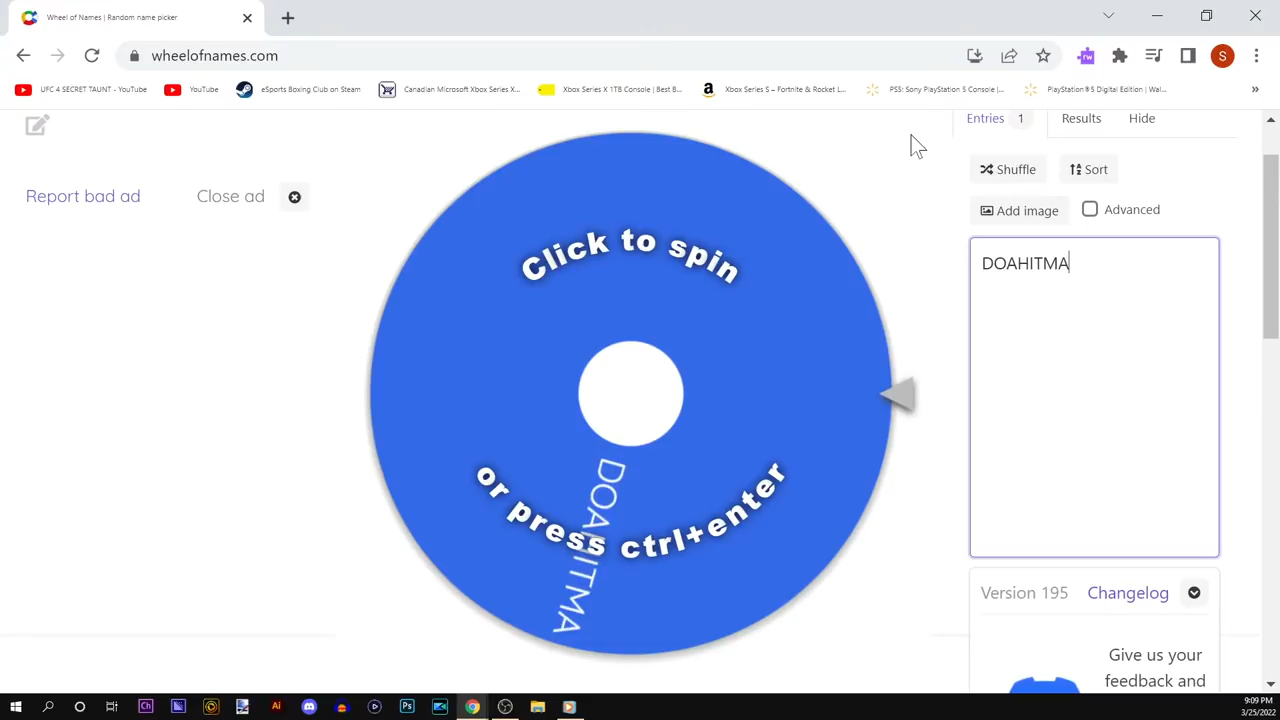 Wheel of Names | Random name picker
wheelofnames.com
rw
S
UFC 4 SECRET TAUNT - YouTube
YouTube
eSports Boxing Club on Steam
Canadian Microsoft Xbox Series X...
Xbox Series X 1TB Console | Best B...
Xbox Series S – Fortnite & Rocket L...
PS5: Sony PlayStation 5 Console |...
PlayStation®5 Digital Edition | Wal...
»
Entries 1
Results
Hide
Shuffle
Sort
Add image
Advanced
Report bad ad
Close ad
DOAHITMA
Click to spin
or press ctrl+enter
DOAHITMA
Version 195
Changelog
Give us your
feedback and
Ch
Ai
Ps
9:09 PM
3/25/2022